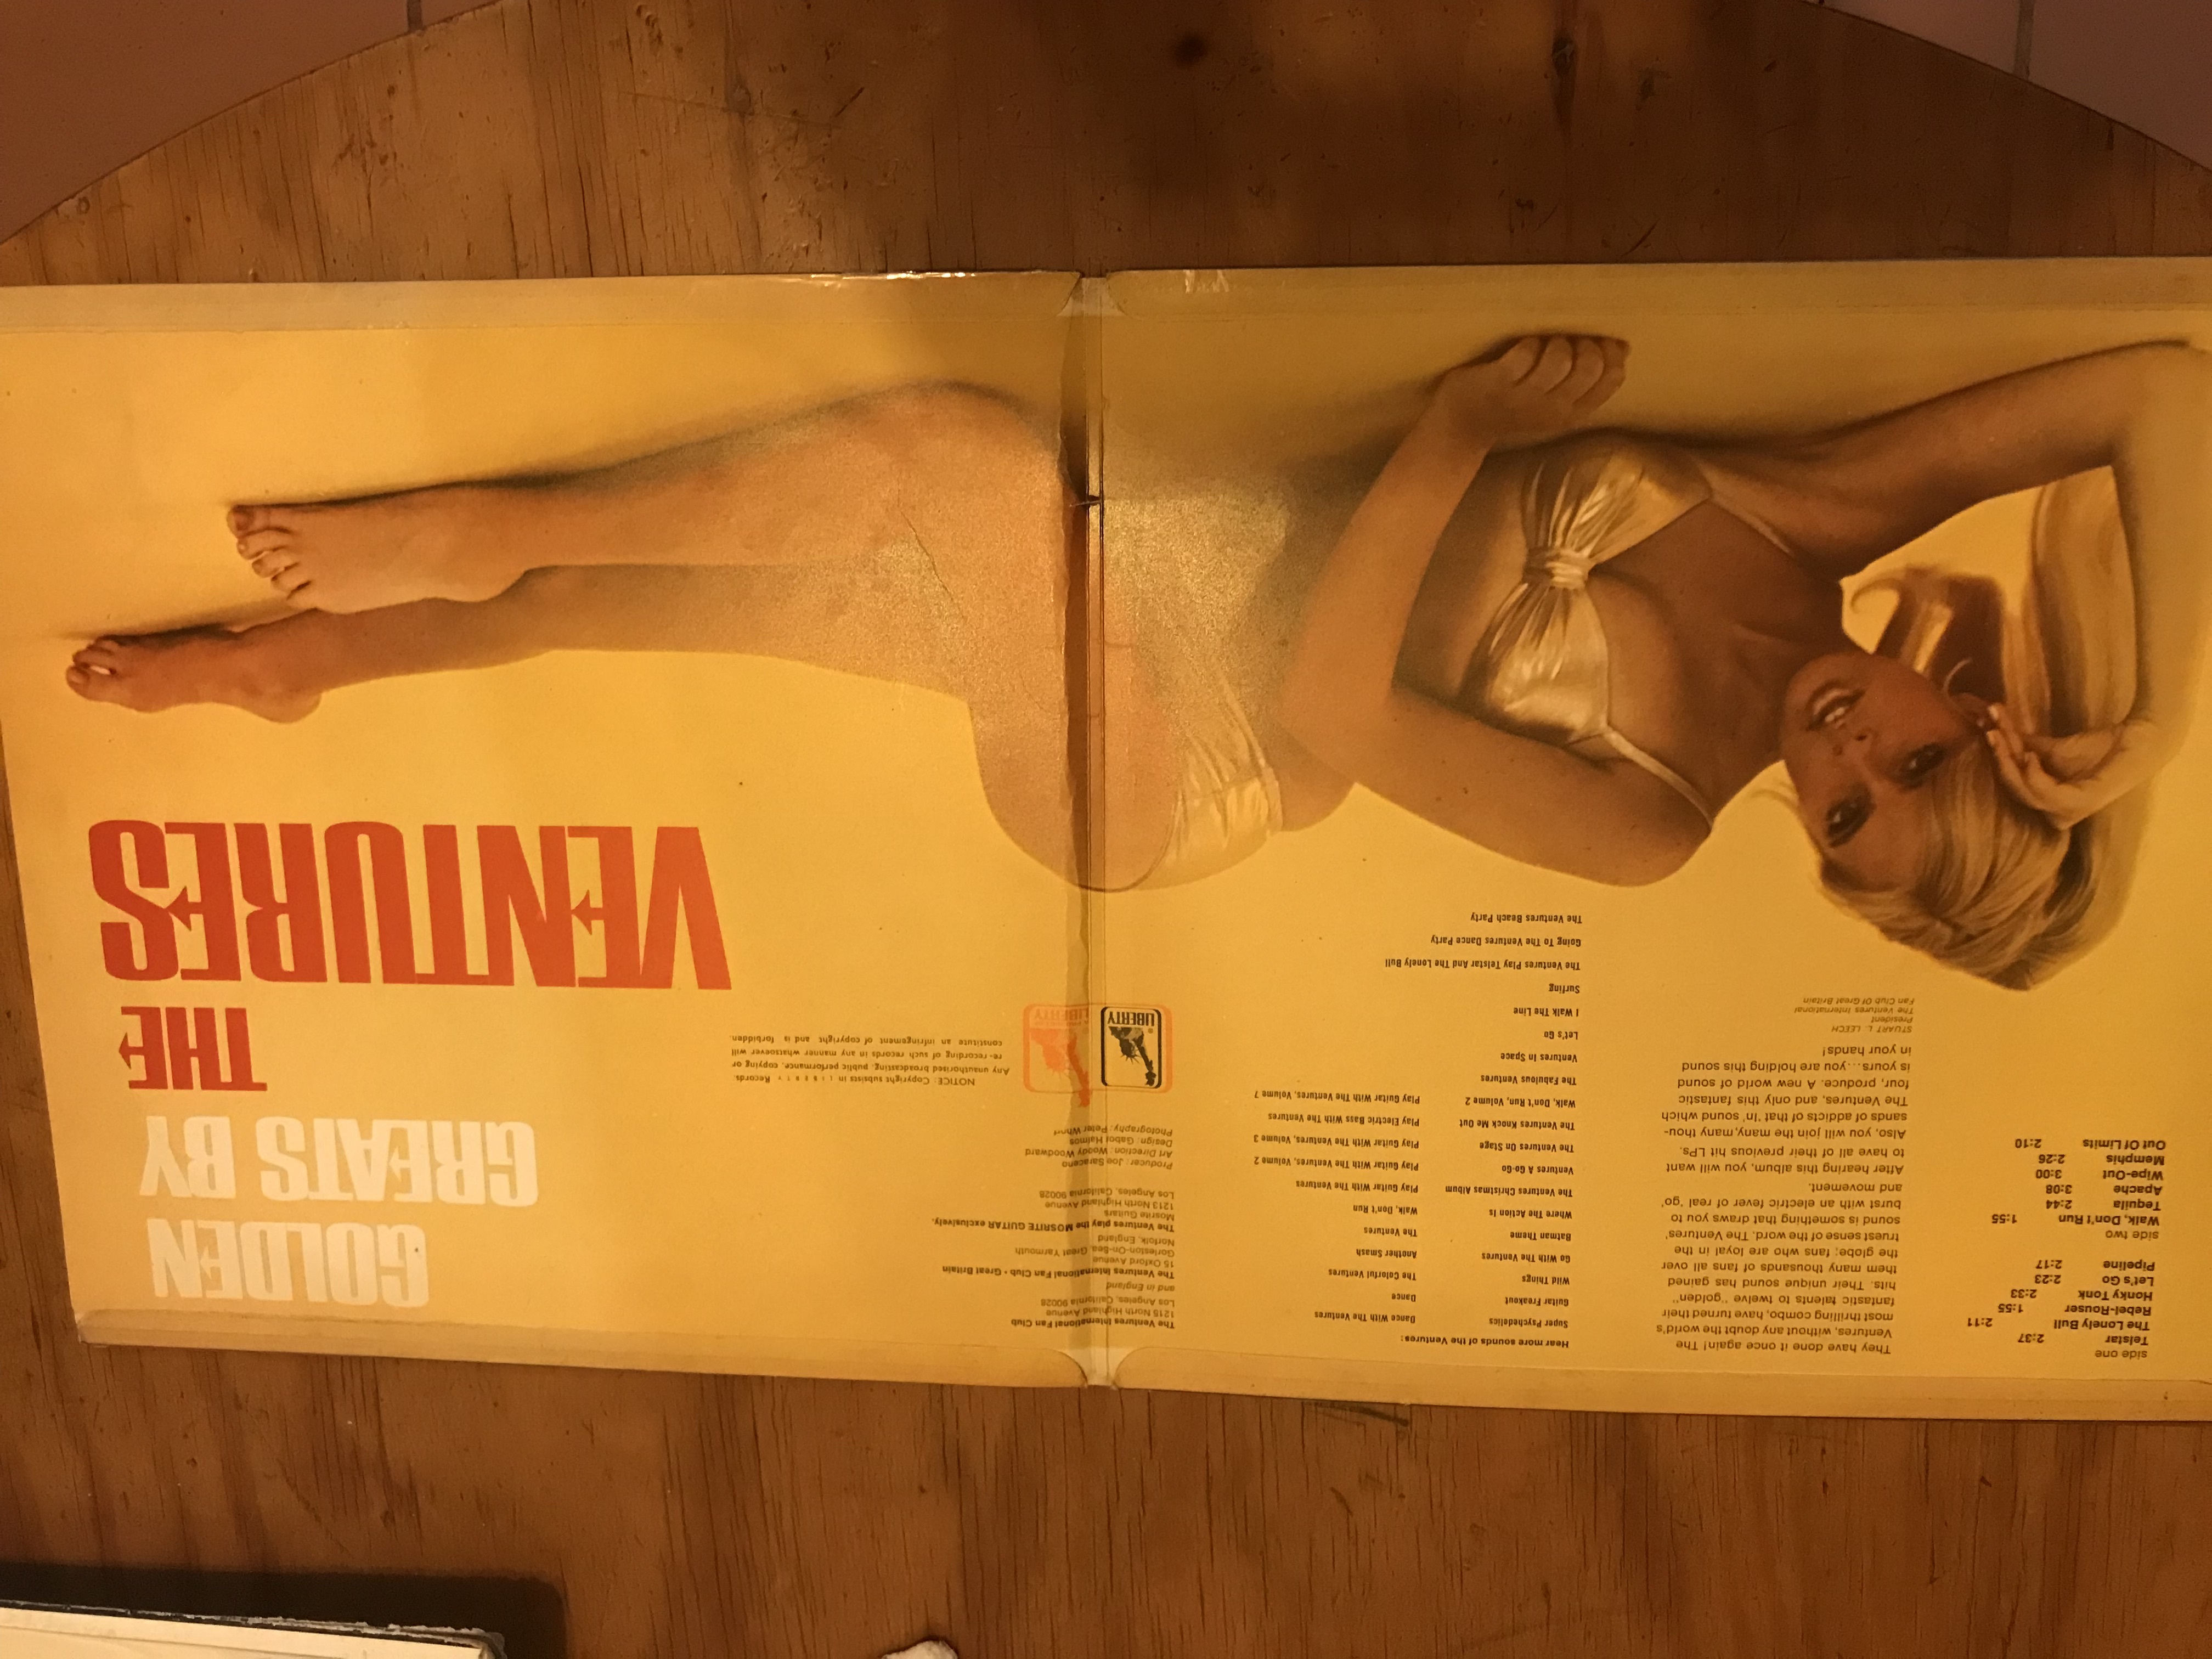 side one
Telstar 2:37
The Lonely Bull 2:11
Rebel-Rouser 1:55
Honky Tonk 2:33
Let's Go 2:23
Pipeline 2:17
side two
Walk, Don't Run 1:55
Tequila 2:44
Apache 3:08
Wipe-Out 3:00
Memphis 2:26
Out Of Limits 2:10
They have done it once again! The
Ventures, without any doubt the world's
most thrilling combo, have turned their
fantastic talents to twelve "golden"
hits. Their unique sound has gained
them many thousands of fans all over
the globe; fans who are loyal in the
truest sense of the word. The Ventures'
sound is something that draws you to
burst with an electric fever of real 'go'
and movement.
After hearing this album, you will want
to have all of their previous hit LPs.
Also, you will join the many, many thou-
sands of addicts of that 'in' sound which
The Ventures, and only this fantastic
four, produce. A new world of sound
is yours...you are holding this sound
in your hands!
STUART L. LEECH
President
The Ventures International
Fan Club Of Great Britain
Hear more sounds of the Ventures:
Super Psychedelics
Guitar Freakout
Wild Things
Go With The Ventures
Batman Theme
Where The Action Is
The Ventures Christmas Album
Ventures A-Go-Go
The Ventures On Stage
The Ventures Knock Me Out
Walk, Don't Run, Volume 2
The Fabulous Ventures
Ventures In Space
Let's Go
I Walk The Line
Surfing
The Ventures Play Telstar And The Lonely Bull
Going To The Ventures Dance Party
The Ventures Beach Party
Dance With The Ventures
Dance
The Colorful Ventures
Another Smash
The Ventures
Walk, Don't Run
Play Guitar With The Ventures
Play Guitar With The Ventures, Volume 2
Play Guitar With The Ventures, Volume 3
Play Electric Bass With The Ventures
Play Guitar With The Ventures, Volume 7
The Ventures International Fan Club
1215 North Highland Avenue
Los Angeles, California 90028
and in England
The Ventures International Fan Club • Great Britain
15 Oxford Avenue
Gorleston-On-Sea, Great Yarmouth
Norfolk, England
The Ventures play the MOSRITE GUITAR exclusively.
Mosrite Guitars
1213 North Highland Avenue
Los Angeles, California 90028
Producer: Joe Saraceno
Art Direction: Woody Woodward
Design: Gabor Halmos
Photography: Peter
LIBERTY
LIBERTY
NOTICE: Copyright subsists in Liberty Records.
Any unauthorised broadcasting, public performance, copying or
re-recording of such records in any manner whatsoever will
constitute an infringement of copyright and is forbidden.
GOLDEN
GREATS BY
THE
VENTURES